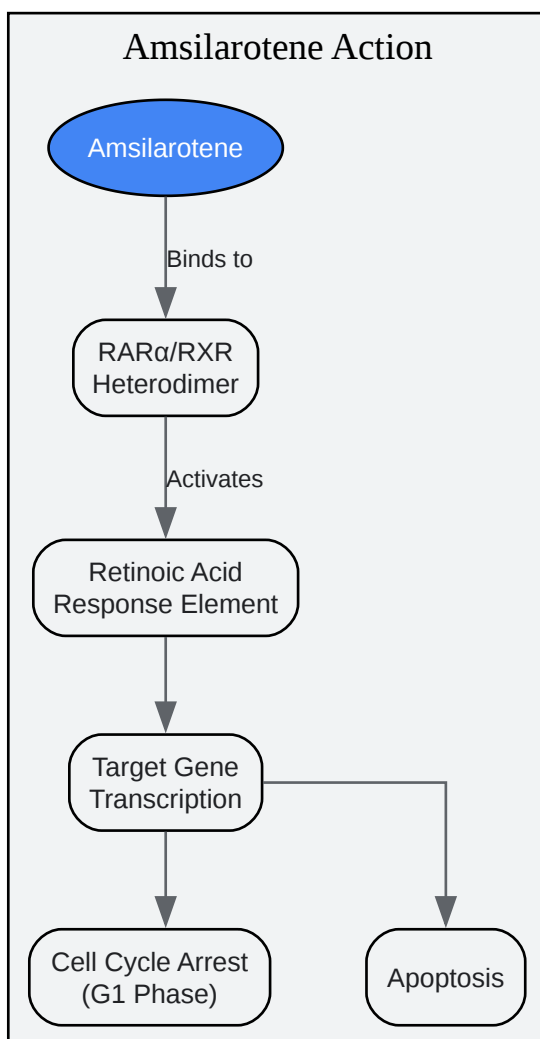 Amsilarotene Action
Amsilarotene
Binds to
RARα/RXR
Heterodimer
Activates
Retinoic Acid
Response Element
Target Gene
Transcription
Cell Cycle Arrest
(G1 Phase)
Apoptosis